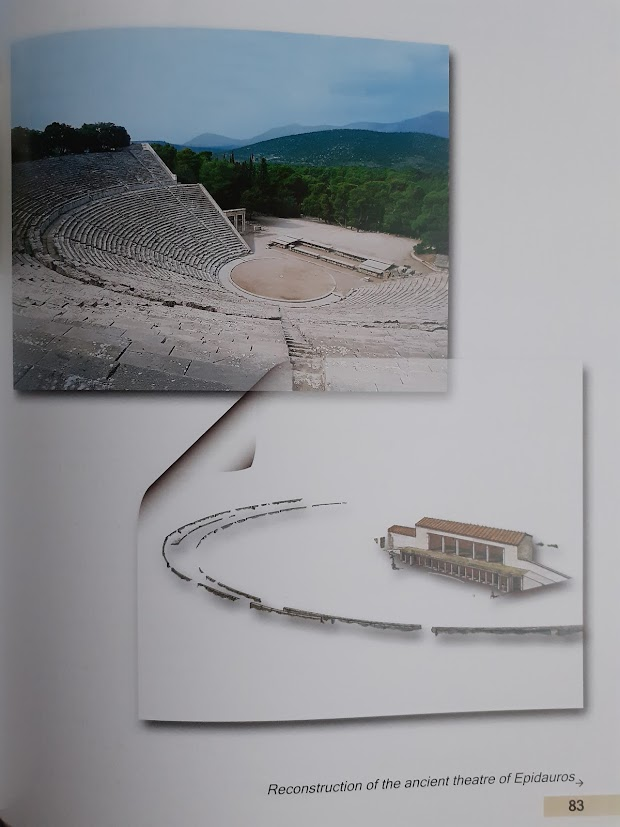 Reconstruction of the ancient theatre of Epidauros→
83